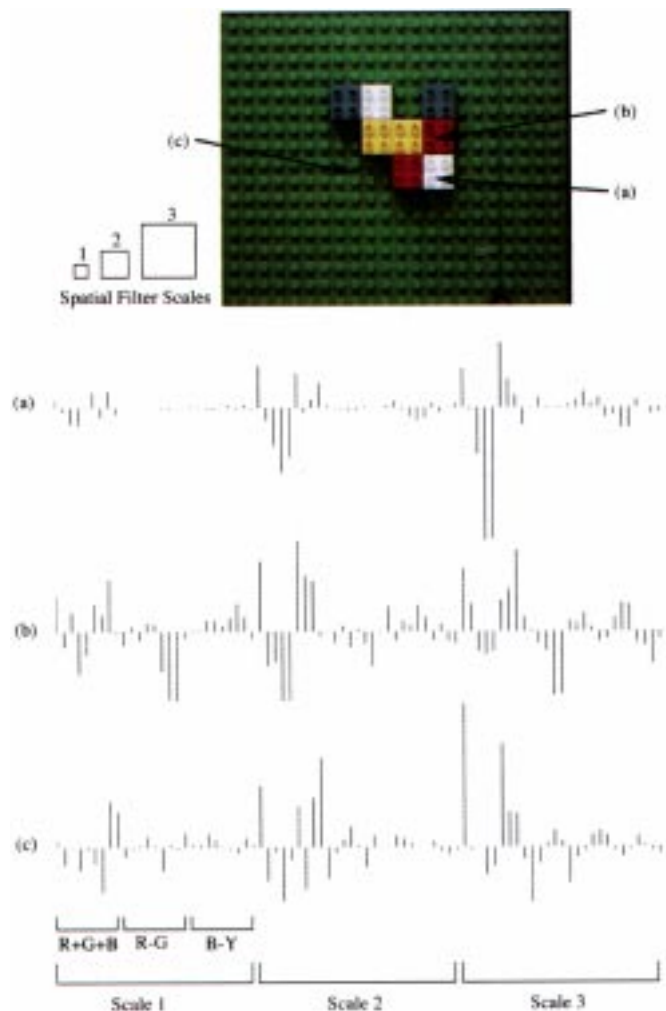 (b)
(c)
(a)
3
2
1
Spatial Filter Scales
(a)
(b)
(c)
R+G+B R-G B-Y
Scale 1 Scale 2 Scale 3